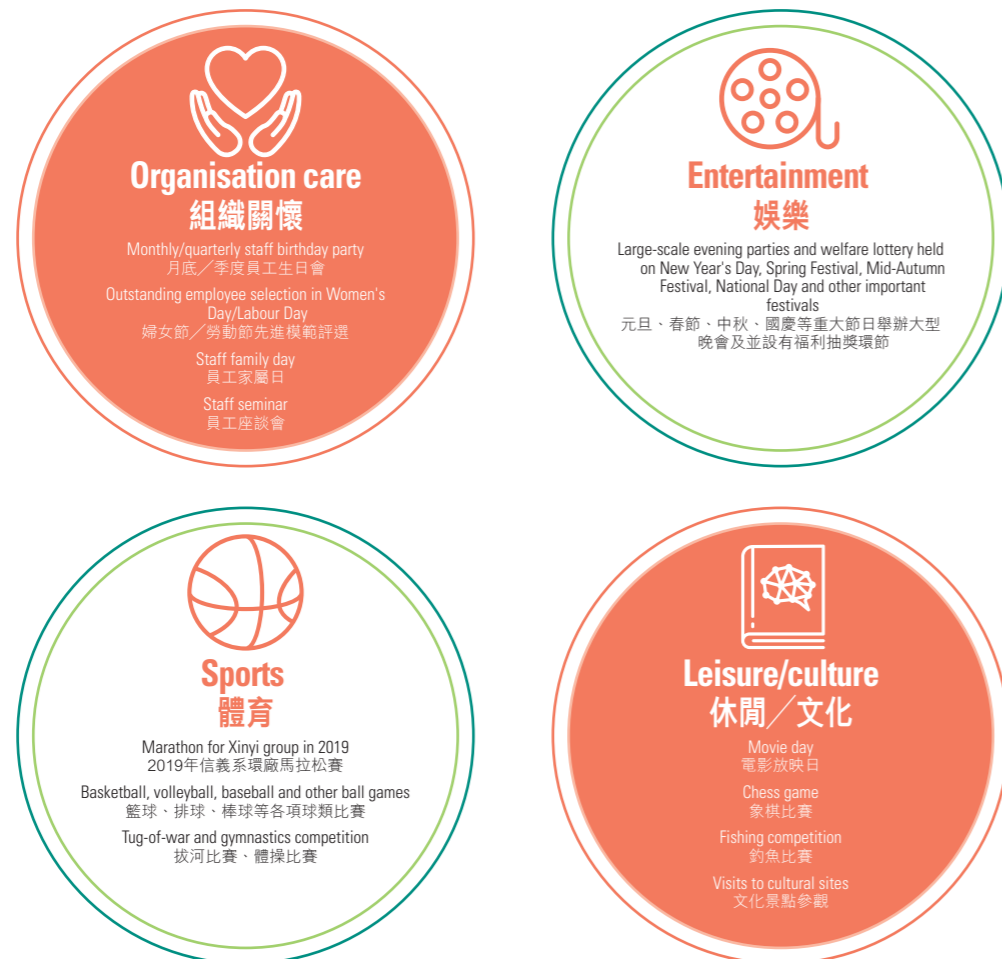 Organisation care
組織關懷
Monthly/quarterly staff birthday party
月底／季度員工生日會
Outstanding employee selection in Women's
Day/Labour Day
婦女節／勞動節先進模範評選
Staff family day
員工家屬日
Staff seminar
員工座談會
Entertainment
娛樂
Large-scale evening parties and welfare lottery held
on New Year's Day, Spring Festival, Mid-Autumn
Festival, National Day and other important
festivals
元旦、春節、中秋、國慶等重大節日舉辦大型
晚會及並設有福利抽獎環節
Sports
體育
Marathon for Xinyi group in 2019
2019年信義系環廠馬拉松賽
Basketball, volleyball, baseball and other ball games
籃球、排球、棒球等各項球類比賽
Tug-of-war and gymnastics competition
拔河比賽、體操比賽
Leisure/culture
休閒／文化
Movie day
電影放映日
Chess game
象棋比賽
Fishing competition
釣魚比賽
Visits to cultural sites
文化景點參觀